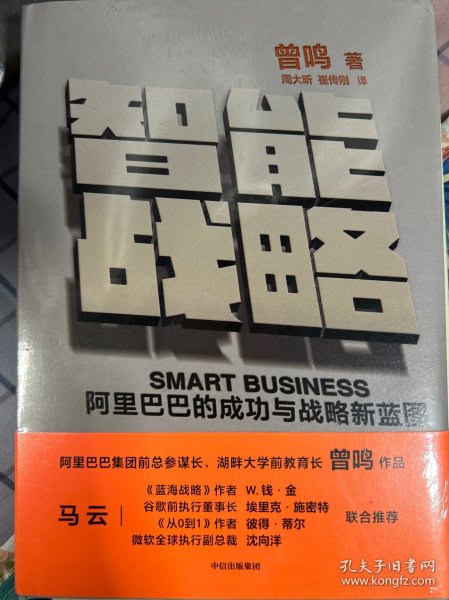 曾鸣 著
周大昕 崔传刚 译
智能
战略
SMART BUSINESS
阿里巴巴的成功与战略新蓝图
阿里巴巴集团前总参谋长、湖畔大学前教育长 曾鸣 作品
马云
《蓝海战略》作者 W.钱·金
谷歌前执行董事长 埃里克·施密特
《从0到1》作者 彼得·蒂尔
微软全球执行副总裁 沈向洋
联合推荐
中信出版集团
孔夫子旧书网
kongfz.com